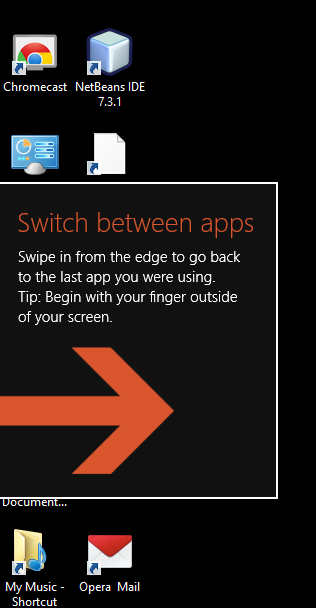 Chromecast
NetBeans IDE
7.3.1
Switch between apps
Swipe in from the edge to go back
to the last app you were using.
Tip: Begin with your finger outside
of your screen.
Document...
My Music -
Shortcut
Opera Mail